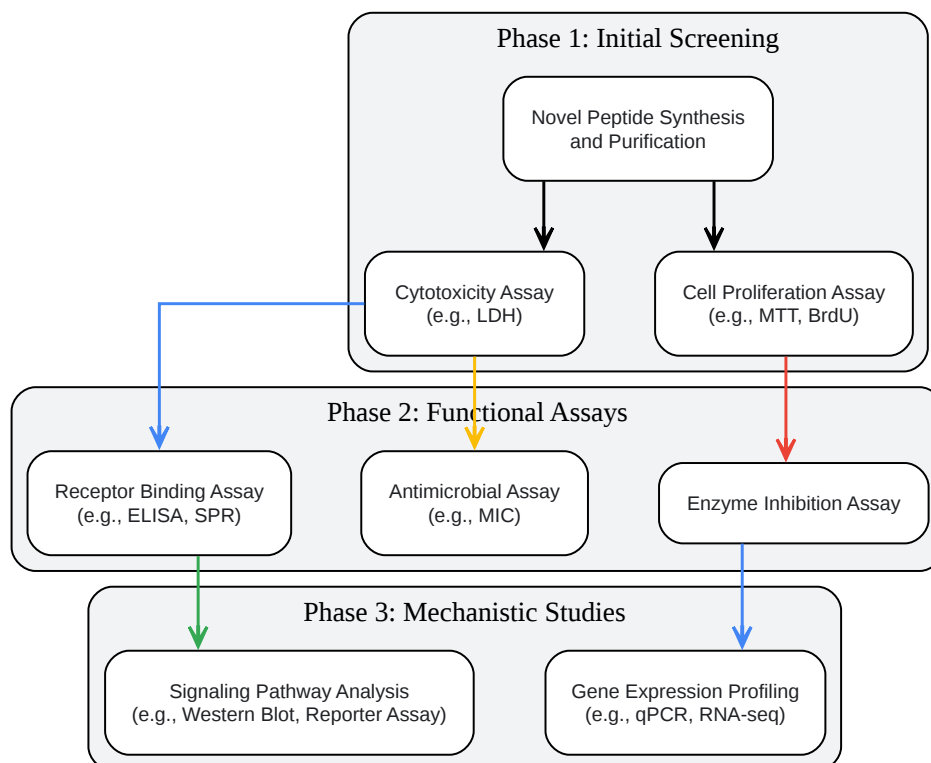 Phase 1: Initial Screening
Novel Peptide Synthesis
and Purification
Cytotoxicity Assay
(e.g., LDH)
Cell Proliferation Assay
(e.g., MTT, BrdU)
Phase 2: Functional Assays
Receptor Binding Assay
(e.g., ELISA, SPR)
Antimicrobial Assay
(e.g., MIC)
Enzyme Inhibition Assay
Phase 3: Mechanistic Studies
Signaling Pathway Analysis
(e.g., Western Blot, Reporter Assay)
Gene Expression Profiling
(e.g., qPCR, RNA-seq)